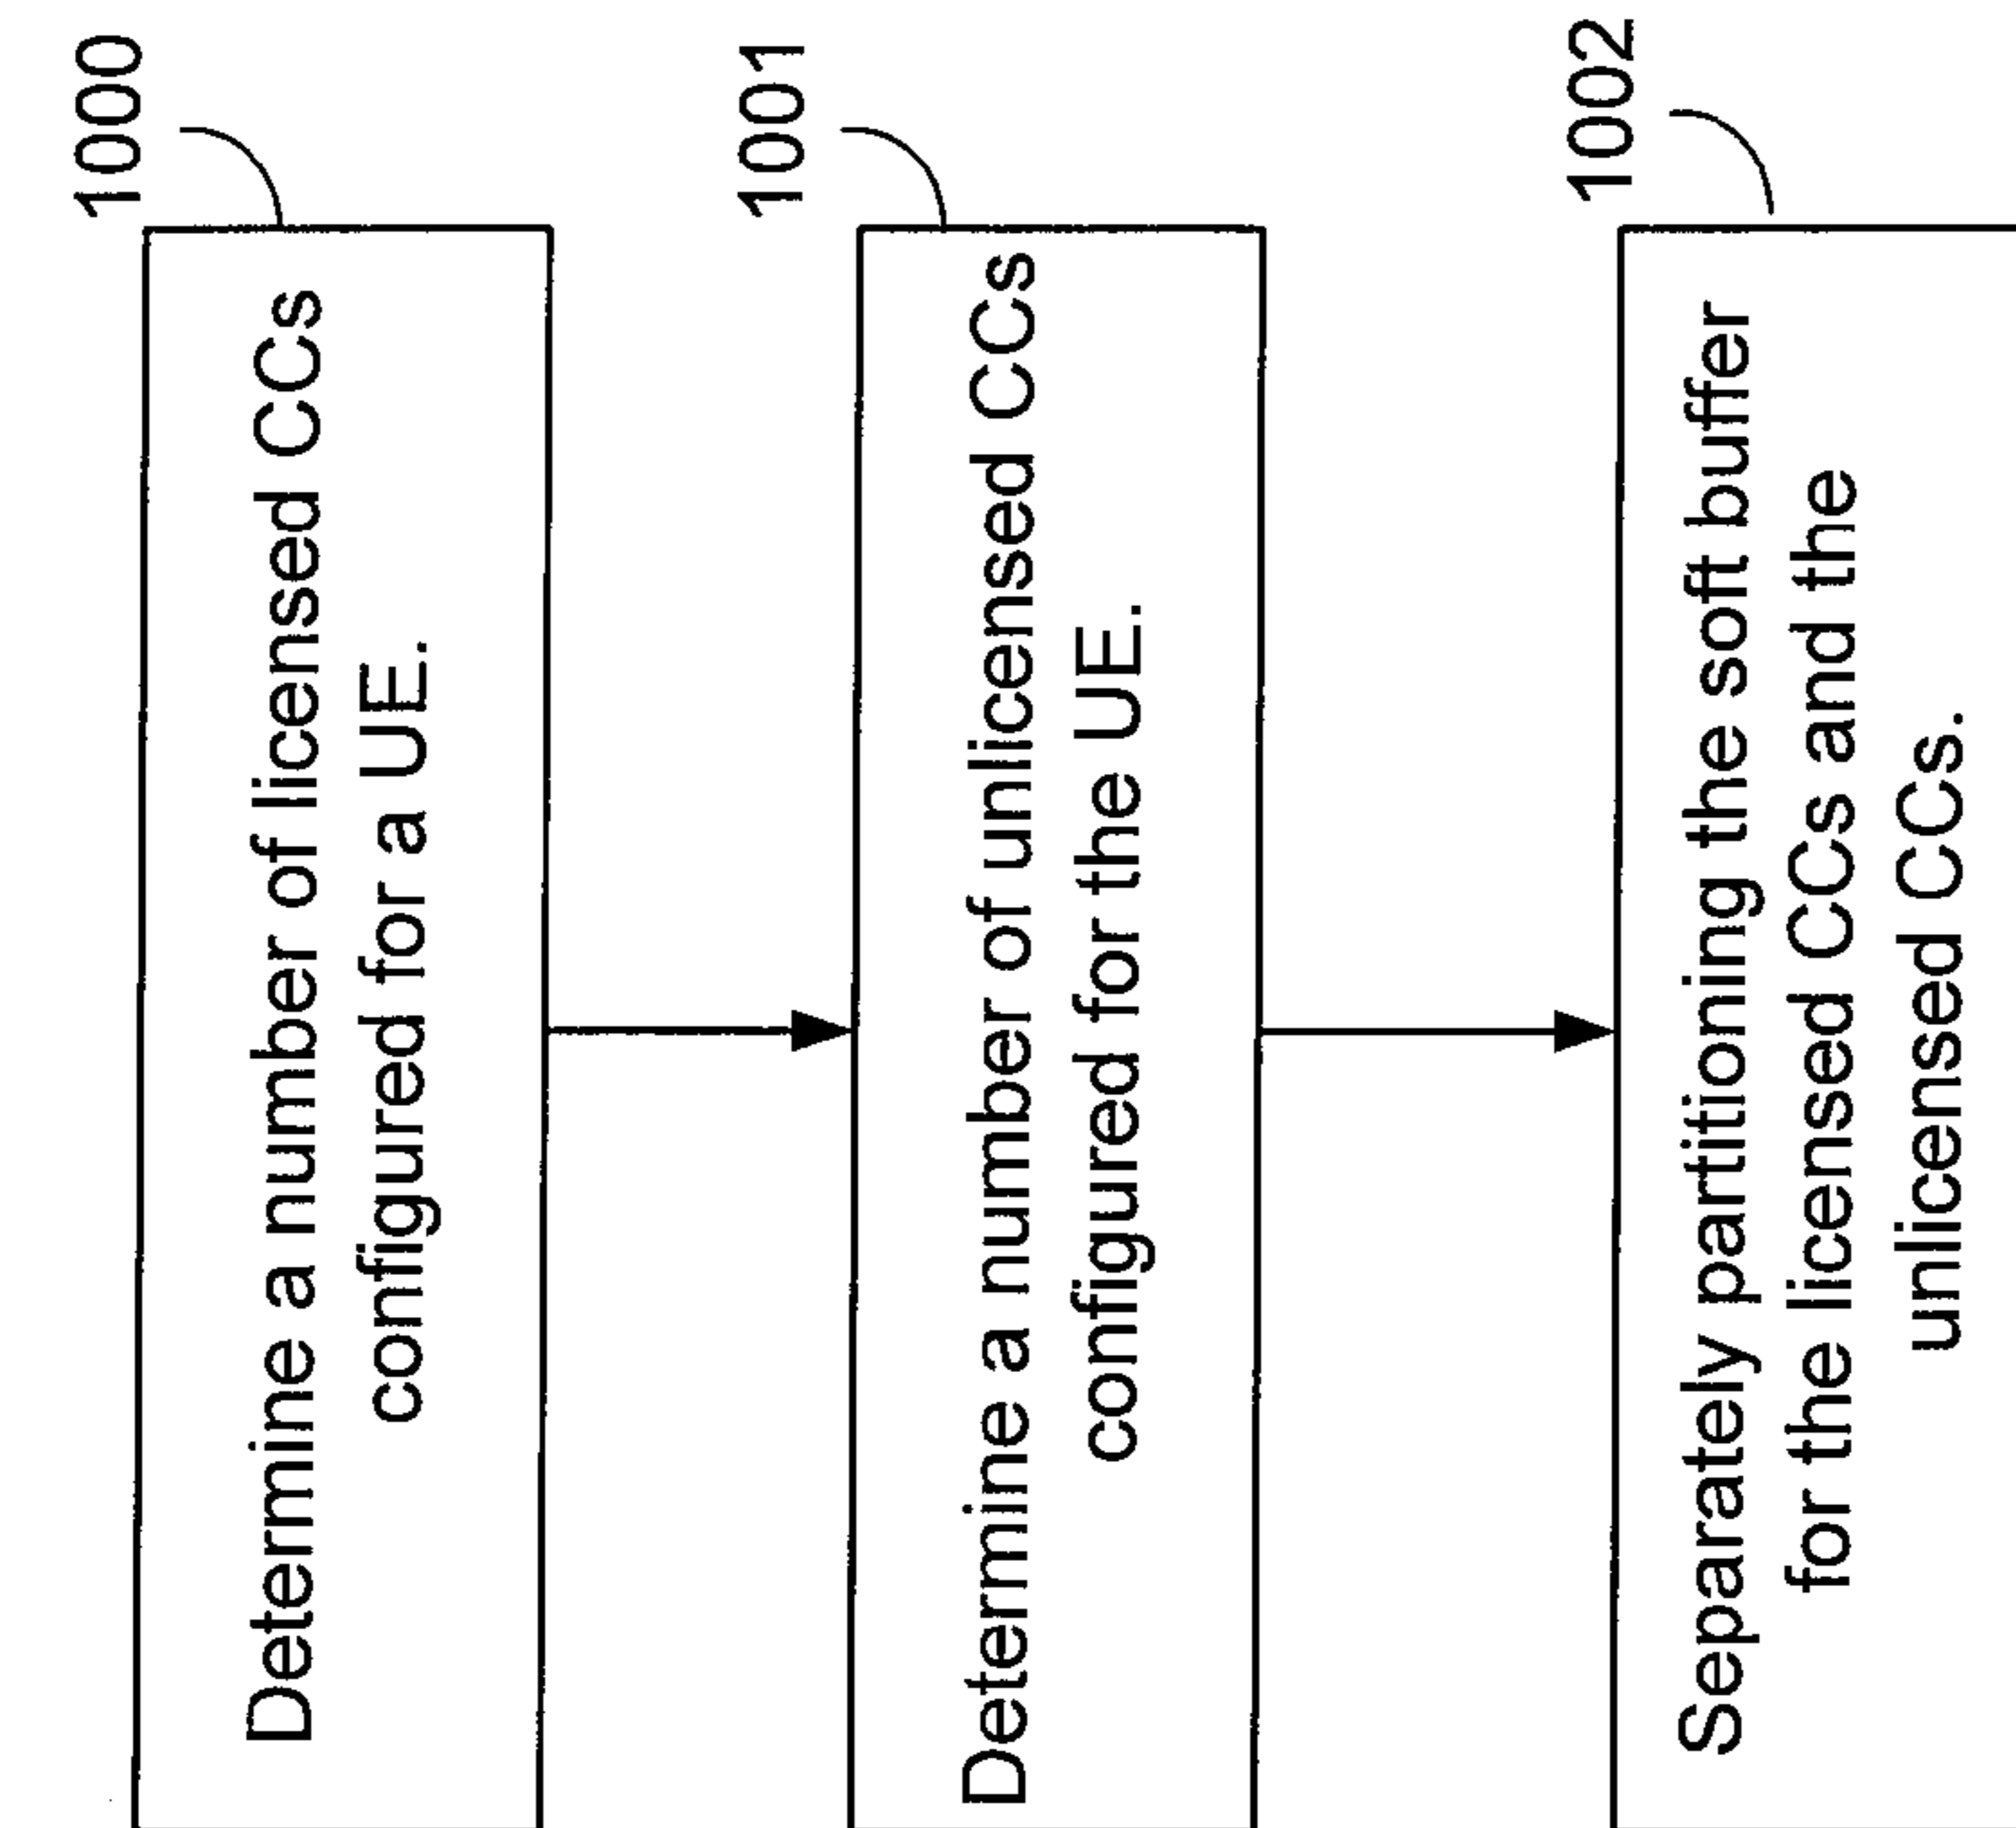 1000
Determine a number of licensed CCs
configured for a UE.
1001
Determine a number of unlicensed CCs
configured for the UE.
1002
Separately partitioning the soft buffer
for the licensed CCs and the
unlicensed CCs.